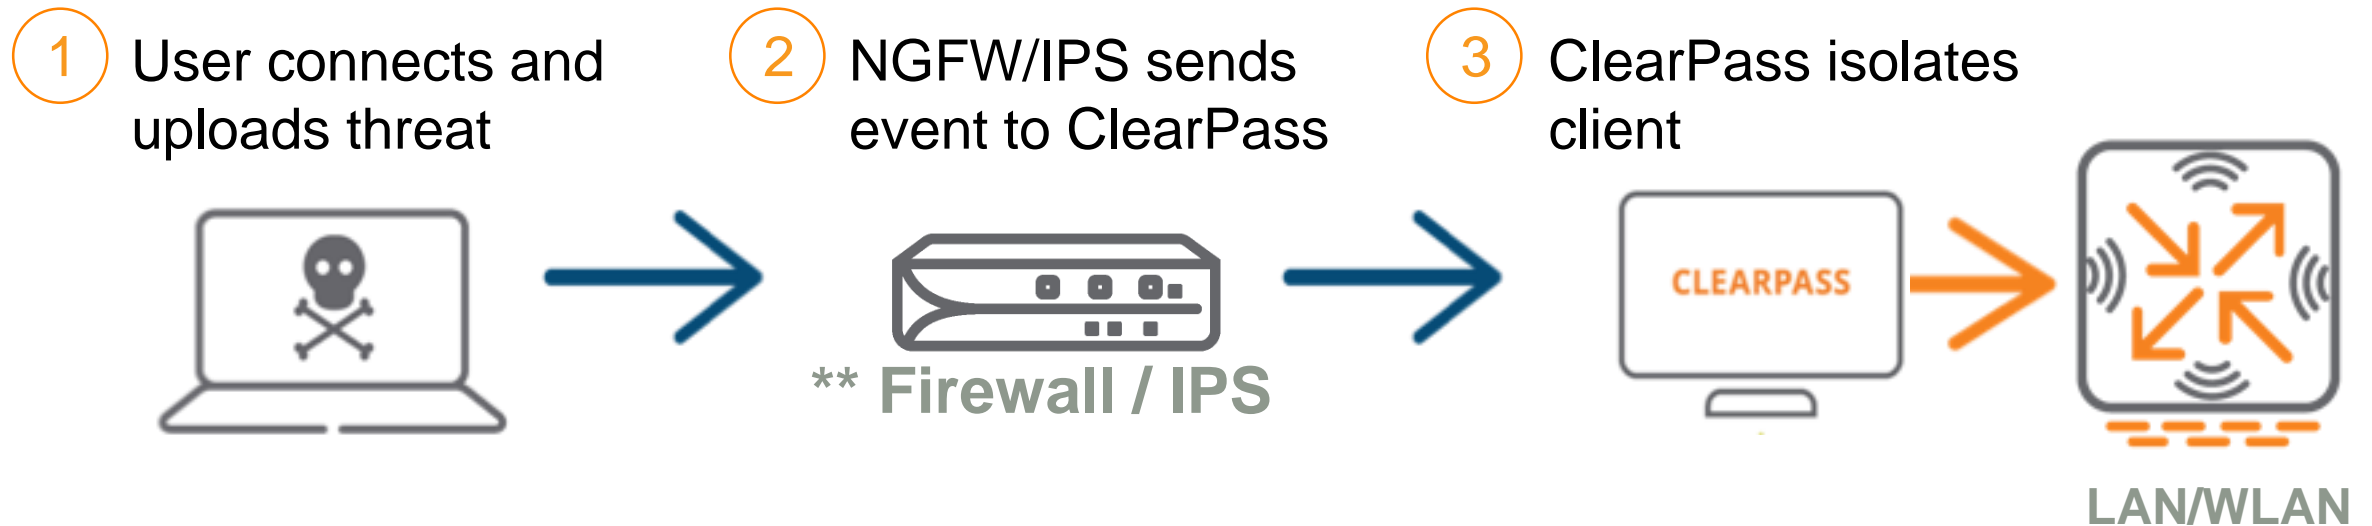 1
User connects and
uploads threat
2
NGFW/IPS sends
event to ClearPass
3
ClearPass isolates
client
** Firewall / IPS
CLEARPASS
LAN/WLAN